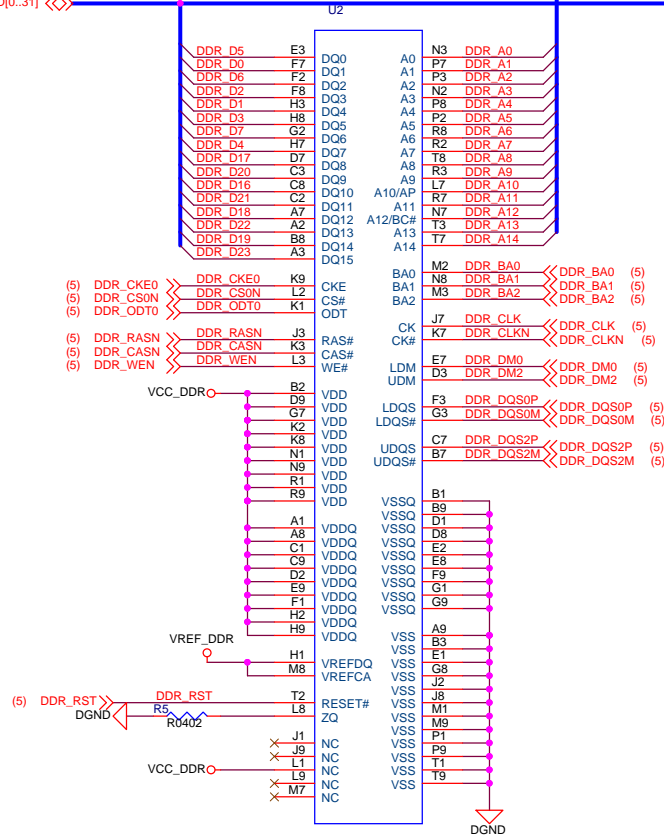 D[0..31]
U2
DDR_D5 E3 DQ0 A0 N3 DDR_A0
DDR_D0 F7 DQ1 A1 P7 DDR_A1
DDR_D6 F2 DQ2 A2 P3 DDR_A2
DDR_D2 F8 DQ3 A3 N2 DDR_A3
DDR_D1 H3 DQ4 A4 P8 DDR_A4
DDR_D3 H8 DQ5 A5 P2 DDR_A5
DDR_D7 G2 DQ6 A6 R8 DDR_A6
DDR_D4 H7 DQ7 A7 R2 DDR_A7
DDR_D17 D7 DQ8 A8 T8 DDR_A8
DDR_D20 C3 DQ9 A9 R3 DDR_A9
DDR_D16 C8 DQ10 A10/AP L7 DDR_A10
DDR_D21 C2 DQ11 A11 R7 DDR_A11
DDR_D18 A7 DQ12 A12/BC# N7 DDR_A12
DDR_D22 A2 DQ13 A13 T3 DDR_A13
DDR_D19 B8 DQ14 A14 T7 DDR_A14
DDR_D23 A3 DQ15
BA0 M2 DDR_BA0 DDR_BA0 (5)
(5) DDR_CKE0 DDR_CKE0 K9 CKE BA1 N8 DDR_BA1 DDR_BA1 (5)
(5) DDR_CS0N DDR_CS0N L2 CS# BA2 M3 DDR_BA2 DDR_BA2 (5)
(5) DDR_ODT0 DDR_ODT0 K1 ODT
CK J7 DDR_CLK DDR_CLK (5)
(5) DDR_RASN DDR_RASN J3 RAS# CK# K7 DDR_CLKN DDR_CLKN (5)
(5) DDR_CASN DDR_CASN K3 CAS#
(5) DDR_WEN DDR_WEN L3 WE# LDM E7 DDR_DM0 DDR_DM0 (5)
UDM D3 DDR_DM2 DDR_DM2 (5)
VCC_DDR B2 VDD
D9 VDD LDQS F3 DDR_DQS0P DDR_DQS0P (5)
G7 VDD LDQS# G3 DDR_DQS0M DDR_DQS0M (5)
K2 VDD
K8 VDD UDQS C7 DDR_DQS2P DDR_DQS2P (5)
N1 VDD UDQS# B7 DDR_DQS2M DDR_DQS2M (5)
N9 VDD
R1 VDD
R9 VDD VSSQ B1
VSSQ B9
A1 VDDQ VSSQ D1
A8 VDDQ VSSQ D8
C1 VDDQ VSSQ E2
C9 VDDQ VSSQ E8
D2 VDDQ VSSQ F9
E9 VDDQ VSSQ G1
F1 VDDQ VSSQ G9
H2 VDDQ
H9 VDDQ VSS A9
VREF_DDR VSS B3
H1 VREFDQ VSS E1
M8 VREFCA VSS G8
VSS J2
(5) DDR_RST DDR_RST T2 RESET# VSS J8
DGND R5 L8 ZQ VSS M1
R0402 VSS M9
J1 NC VSS P1
J9 NC VSS P9
VCC_DDR L1 NC VSS T1
L9 NC VSS T9
M7 NC
DGND